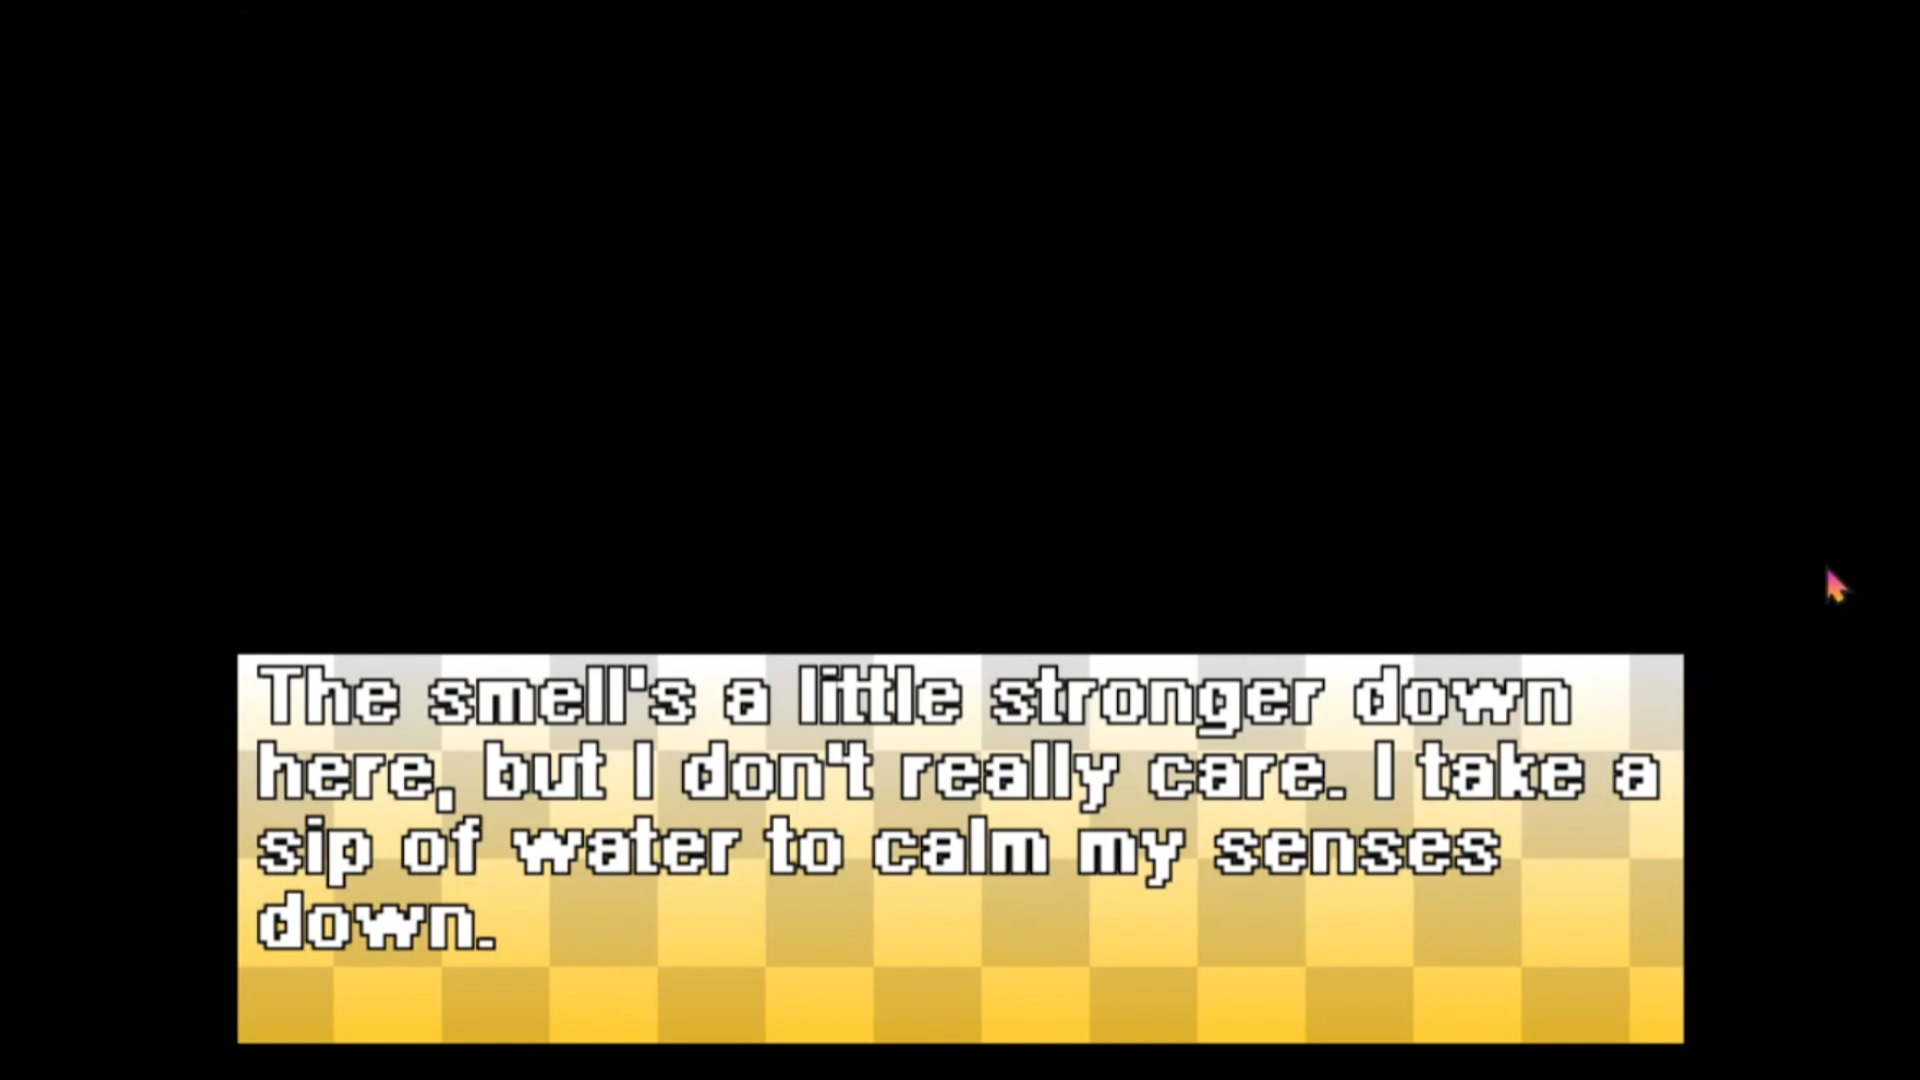 The smell's a little stronger down
here, but I don't really care. I take a
sip of water to calm my senses
down.